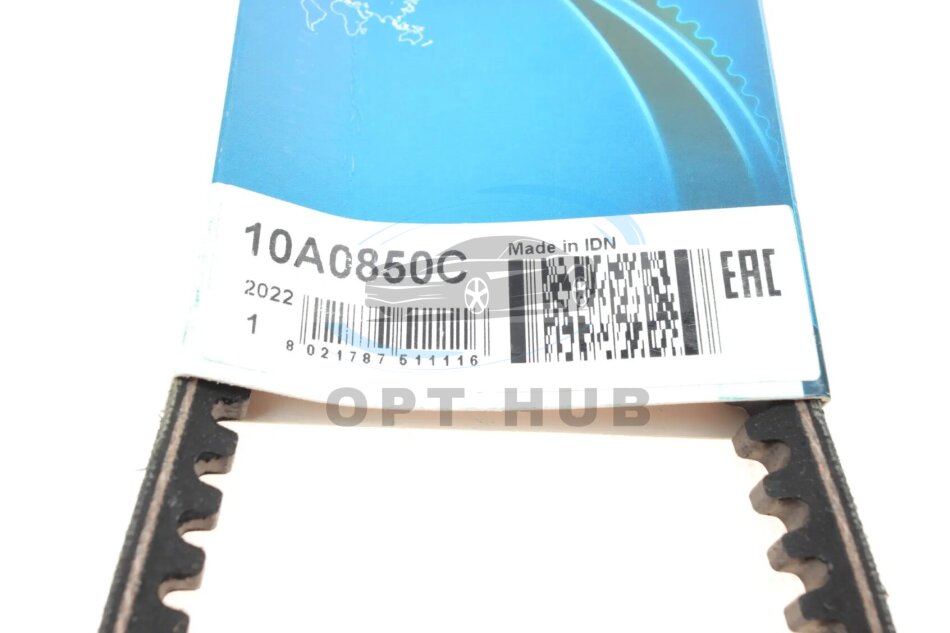 10A0850C
Made in IDN
EAC
2022
1
8 021787 511116
OPT HUB